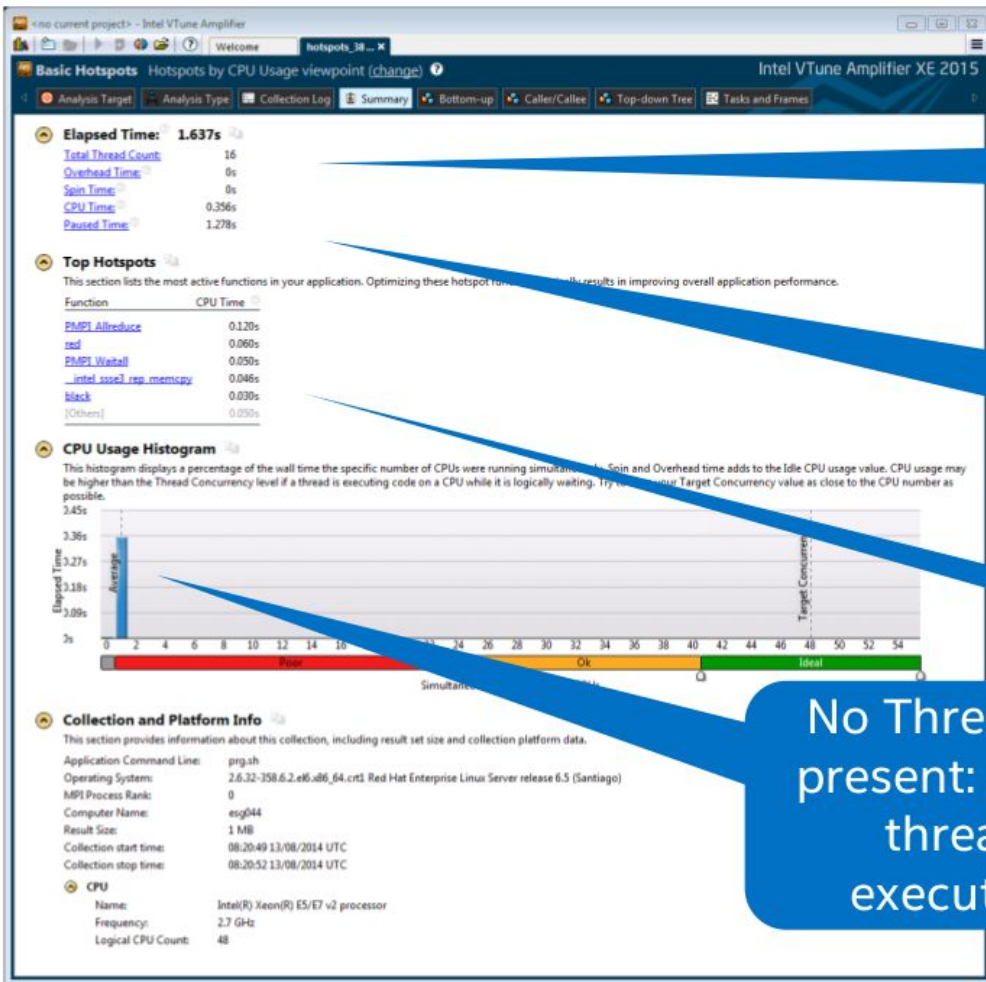 <no current project> - Intel VTune Amplifier
Welcome hotspots_38... X
Basic Hotspots Hotspots by CPU Usage viewpoint (change) ? Intel VTune Amplifier XE 2015
Analysis Target Analysis Type Collection Log Summary Bottom-up Caller/Callee Top-down Tree Tasks and Frames
Elapsed Time: 1.637s
Total Thread Count: 16
Overhead Time: 0s
Spin Time: 0s
CPU Time: 0.356s
Paused Time: 1.278s
Top Hotspots
This section lists the most active functions in your application. Optimizing these hotspot results in improving overall application performance.
Function CPU Time
PMPI_Allreduce 0.120s
red 0.060s
PMPI_Waitall 0.050s
__intel_ssse3_rep_memcpy 0.046s
black 0.030s
[Others] 0.050s
CPU Usage Histogram
This histogram displays a percentage of the wall time the specific number of CPUs were running Spin and Overhead time adds to the Idle CPU usage value. CPU usage may
be higher than the Thread Concurrency level if a thread is executing code on a CPU while it is logically waiting. Try your Target Concurrency value as close to the CPU number as
possible.
3.45s
3.36s
3.27s
3.18s
3.09s
0s
Elapsed Time
Average
Target Concurrency
0 2 4 6 8 10 12 14 16 24 26 28 30 32 34 36 38 40 42 44 46 48 50 52 54
Poor Ok Ideal
Collection and Platform Info
This section provides information about this collection, including result set size and collection platform data.
Application Command Line: prg.sh
Operating System: 2.6.32-358.6.2.el6.x86_64.crt1 Red Hat Enterprise Linux Server release 6.5 (Santiago)
MPI Process Rank: 0
Computer Name: esg044
Result Size: 1 MB
Collection start time: 08:20:49 13/08/2014 UTC
Collection stop time: 08:20:52 13/08/2014 UTC
CPU
Name: Intel(R) Xeon(R) E5/E7 v2 processor
Frequency: 2.7 GHz
Logical CPU Count: 48
No Thre
present:
threa
execut